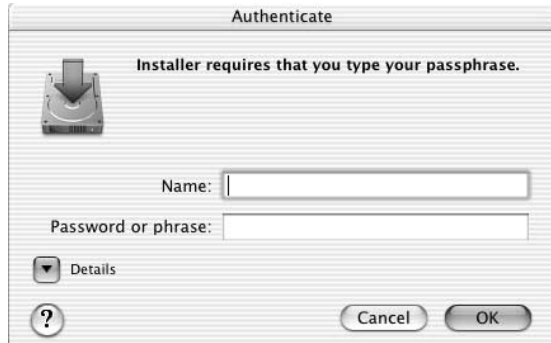 Authenticate
Installer requires that you type your passphrase.
Name:
Password or phrase:
Details
?
Cancel
OK